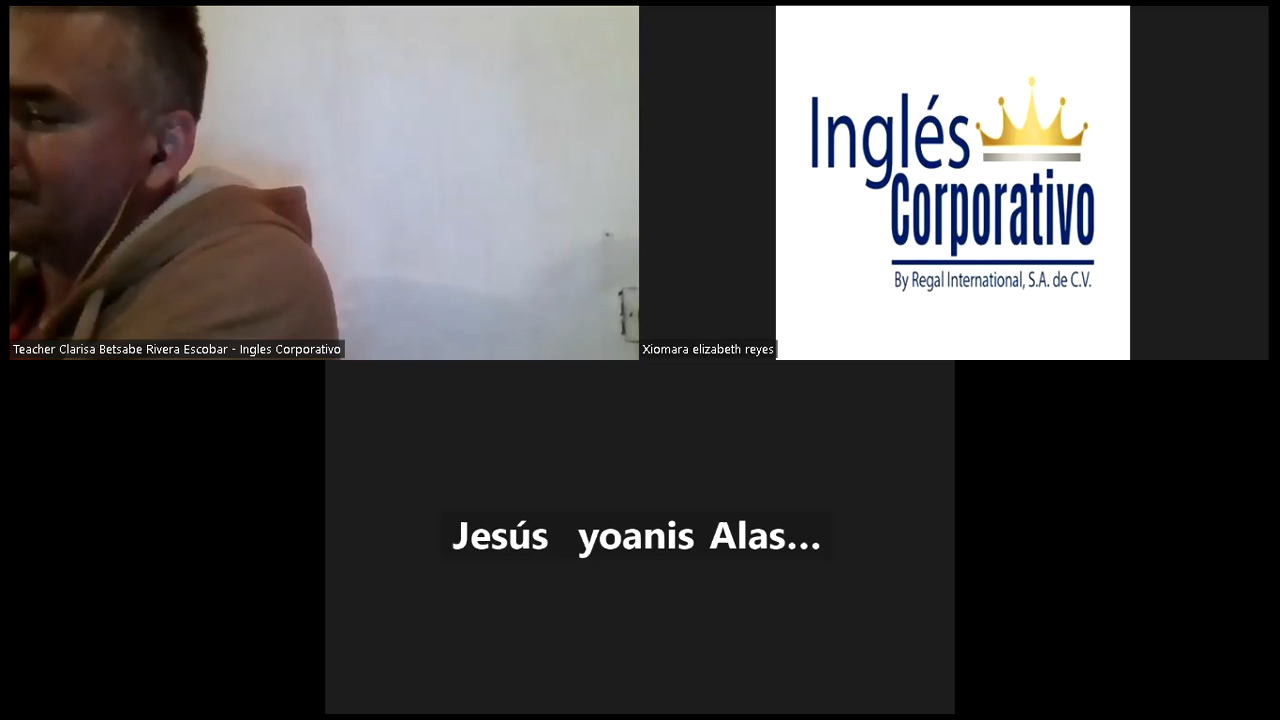 Inglés
Corporativo
By Regal International, S.A. de C.V.
Teacher Clarisa Betsabe Rivera Escobar - Ingles Corporativo
Xiomara elizabeth reyes
Jesús yoanis Alas...